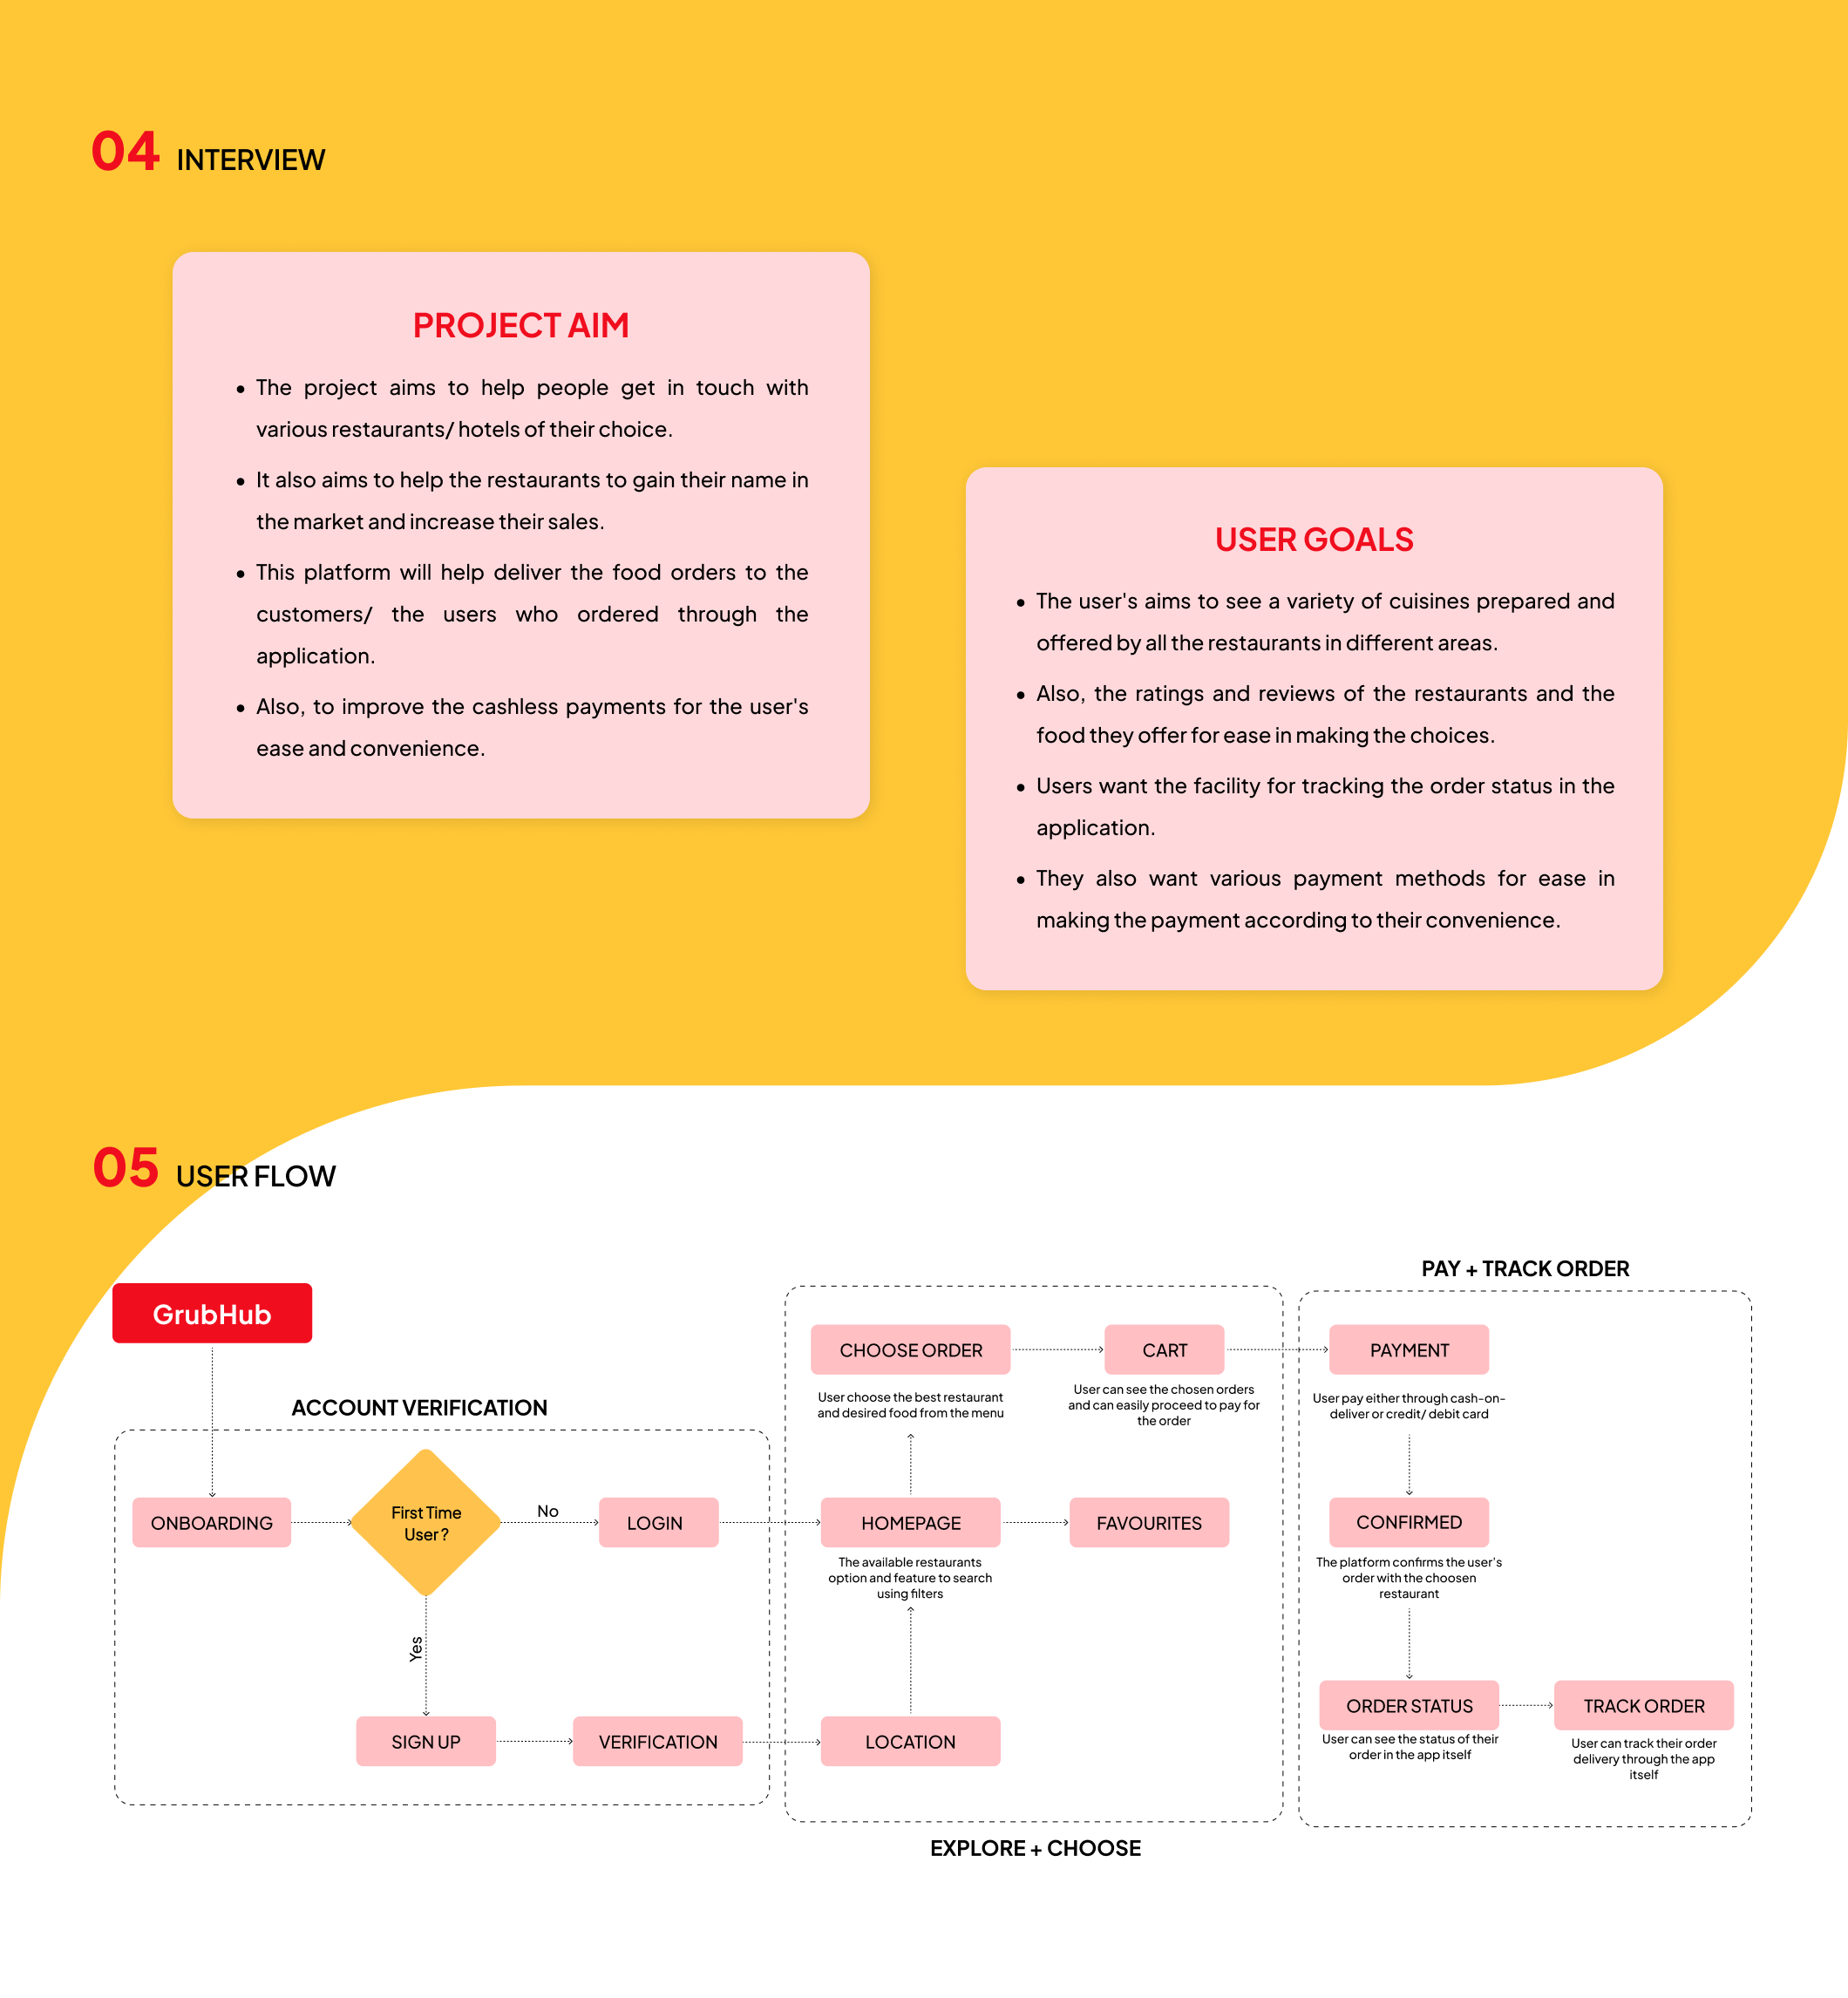 04 INTERVIEW
PROJECT AIM
• The project aims to help people get in touch with
various restaurants/ hotels of their choice.
• It also aims to help the restaurants to gain their name in
the market and increase their sales.
• This platform will help deliver the food orders to the
customers/ the users who ordered through the
application.
• Also, to improve the cashless payments for the user's
ease and convenience.
USER GOALS
• The user's aims to see a variety of cuisines prepared and
offered by all the restaurants in different areas.
• Also, the ratings and reviews of the restaurants and the
food they offer for ease in making the choices.
• Users want the facility for tracking the order status in the
application.
• They also want various payment methods for ease in
making the payment according to their convenience.
05 USER FLOW
GrubHub
ACCOUNT VERIFICATION
ONBOARDING
First Time
User ?
No
LOGIN
Yes
SIGN UP
VERIFICATION
CHOOSE ORDER
User choose the best restaurant
and desired food from the menu
CART
User can see the chosen orders
and can easily proceed to pay for
the order
HOMEPAGE
The available restaurants
option and feature to search
using filters
FAVOURITES
LOCATION
EXPLORE + CHOOSE
PAY + TRACK ORDER
PAYMENT
User pay either through cash-on-
deliver or credit/ debit card
CONFIRMED
The platform confirms the user's
order with the choosen
restaurant
ORDER STATUS
User can see the status of their
order in the app itself
TRACK ORDER
User can track their order
delivery through the app
itself